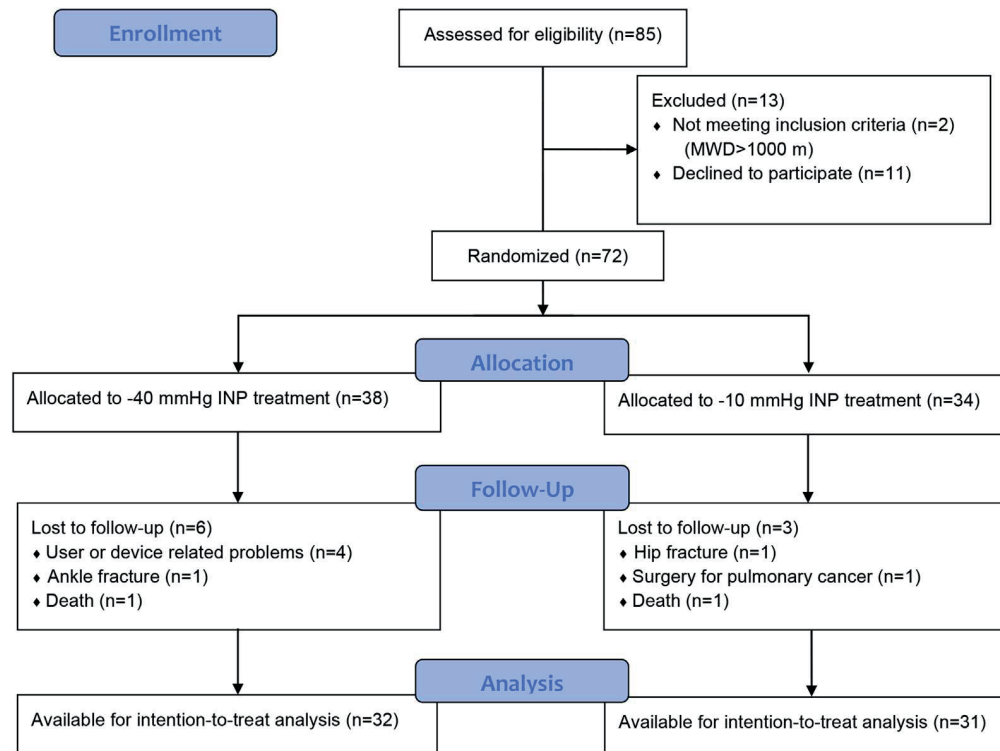 Enrollment
Assessed for eligibility (n=85)
Excluded (n=13)
♦ Not meeting inclusion criteria (n=2)
(MWD>1000 m)
♦ Declined to participate (n=11)
Randomized (n=72)
Allocation
Allocated to -40 mmHg INP treatment (n=38)
Allocated to -10 mmHg INP treatment (n=34)
Follow-Up
Lost to follow-up (n=6)
♦ User or device related problems (n=4)
♦ Ankle fracture (n=1)
♦ Death (n=1)
Lost to follow-up (n=3)
♦ Hip fracture (n=1)
♦ Surgery for pulmonary cancer (n=1)
♦ Death (n=1)
Analysis
Available for intention-to-treat analysis (n=32)
Available for intention-to-treat analysis (n=31)